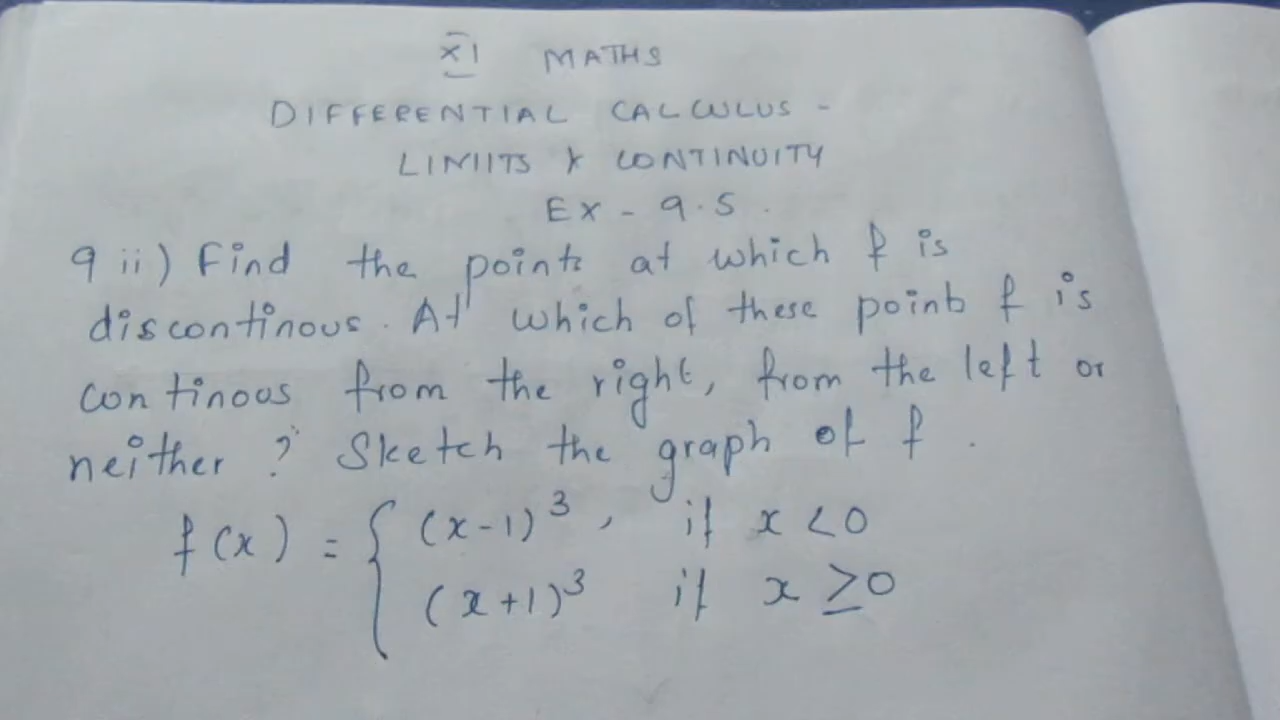 XI MATHS
DIFFERENTIAL CALCULUS -
LIMITS & CONTINUITY
EX - 9.5.
9 ii) Find the points at which f is
discontinous. At which of these points f is
continoos from the right, from the left or
neither ? Sketch the graph of f .
f(x) = { (x-1)³, if x < 0
(x+1)³ if x ≥ 0